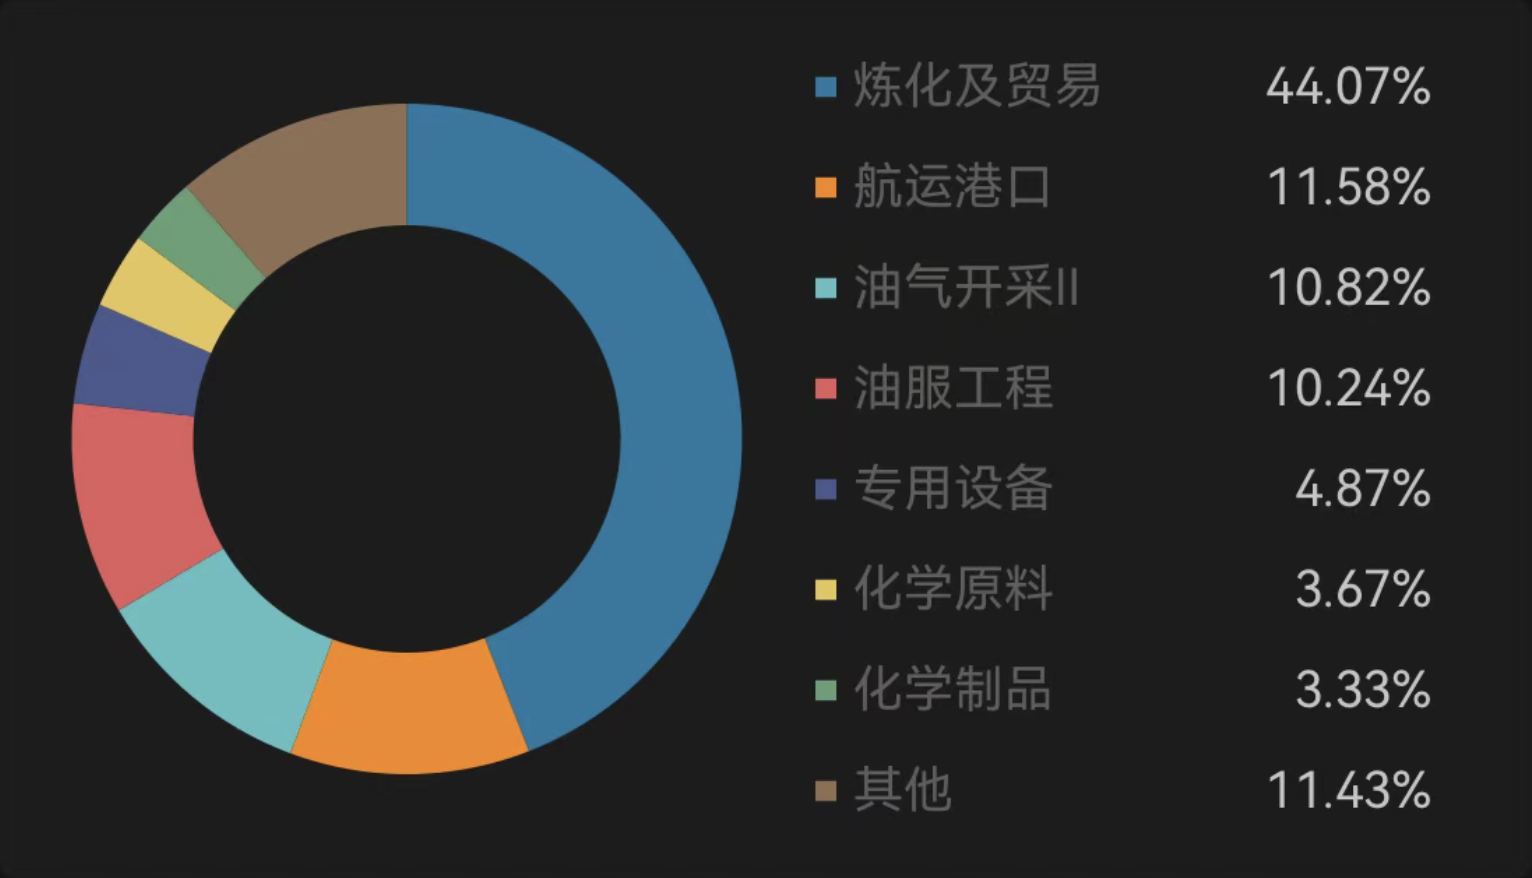 炼化及贸易 44.07%
航运港口 11.58%
油气开采II 10.82%
油服工程 10.24%
专用设备 4.87%
化学原料 3.67%
化学制品 3.33%
其他 11.43%